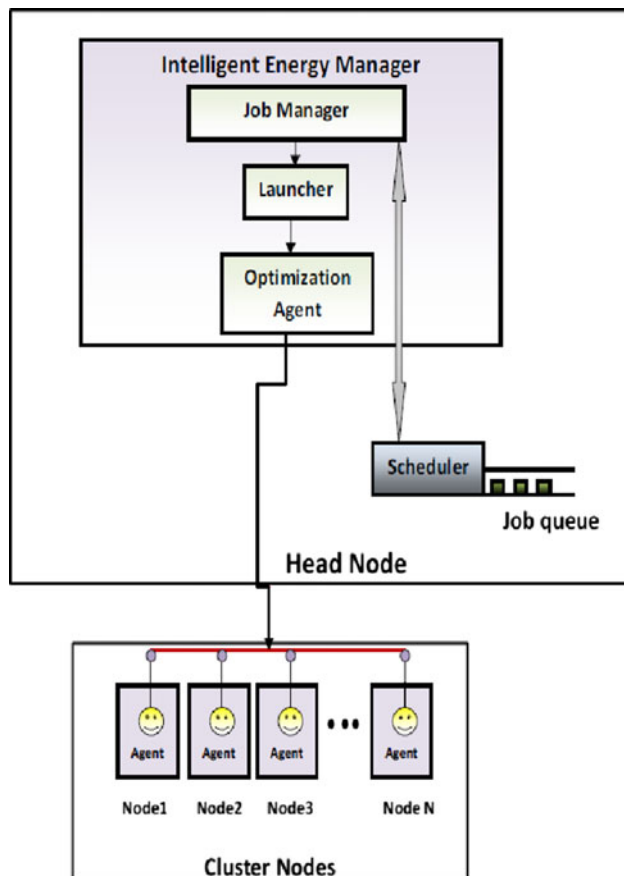 Intelligent Energy Manager
Job Manager
Launcher
Optimization
Agent
Scheduler
Job queue
Head Node
Agent Agent Agent Agent
Node1 Node2 Node3 Node N
Cluster Nodes